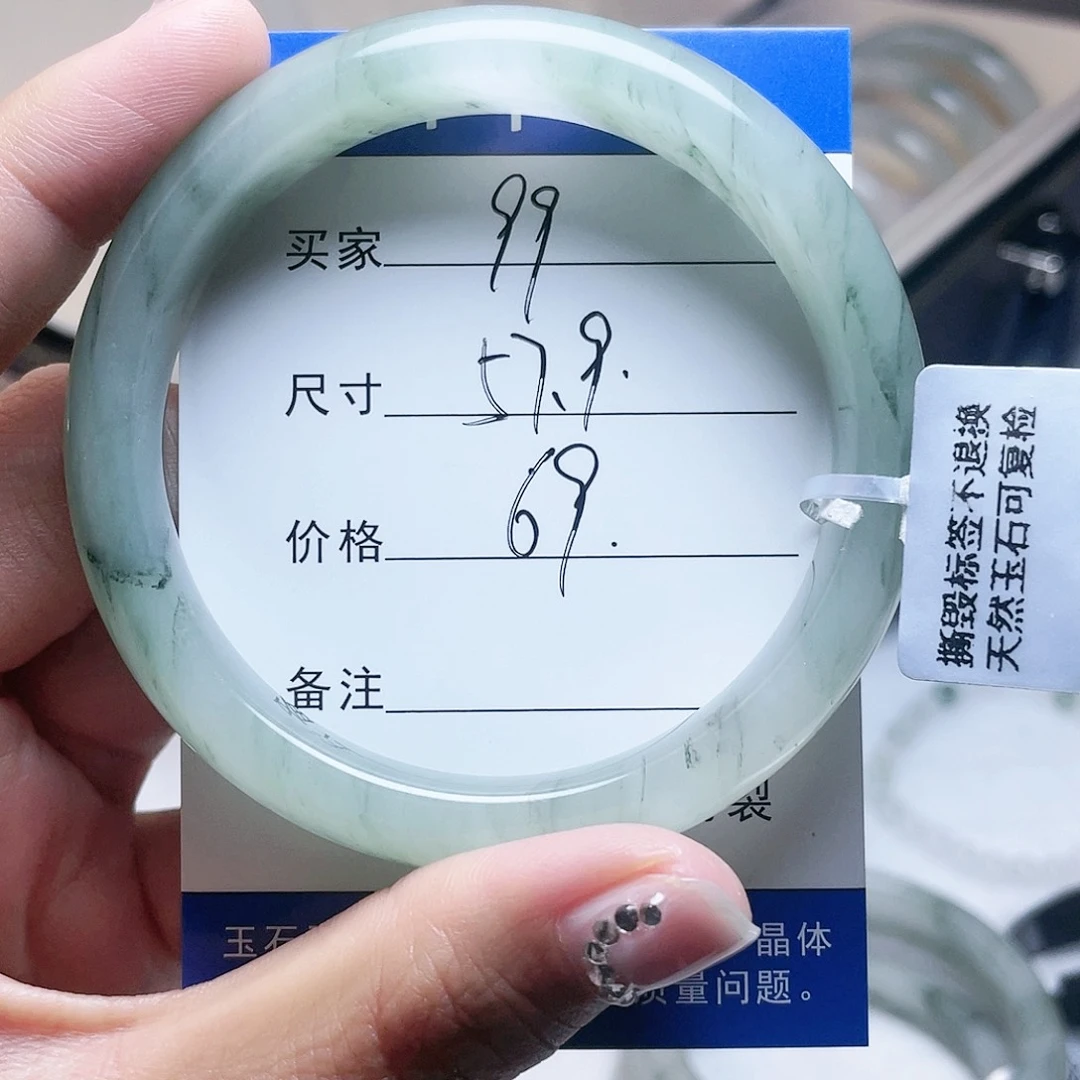 买家 99
尺寸 57.9.
价格 69.
备注
裂
玉石
晶体
质量问题。
撕毁标签不退换
天然玉石可复检